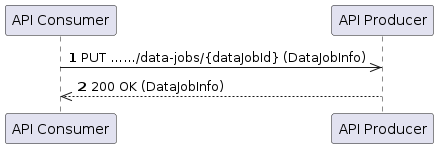 API Consumer API Producer
1 PUT ....../data-jobs/{dataJobId} (DataJobInfo)
2 200 OK (DataJobInfo)
API Consumer API Producer